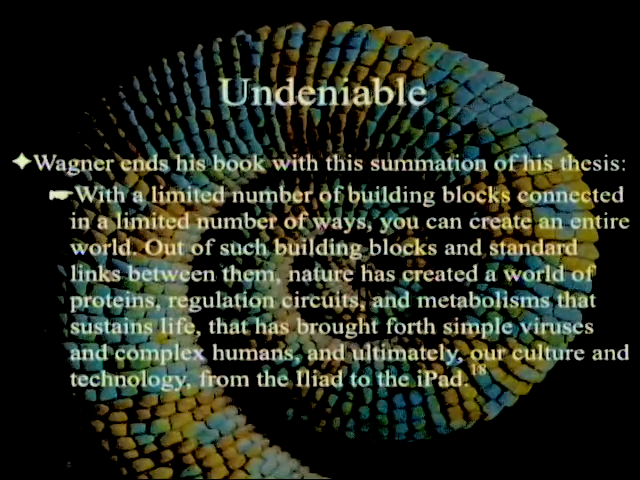 Undeniable
✦Wagner ends his book with this summation of his thesis:
☛With a limited number of building blocks connected
in a limited number of ways, you can create an entire
world. Out of such building blocks and standard
links between them, nature has created a world of
proteins, regulation circuits, and metabolisms that
sustains life, that has brought forth simple viruses
and complex humans, and ultimately, our culture and
technology, from the Iliad to the iPad.18